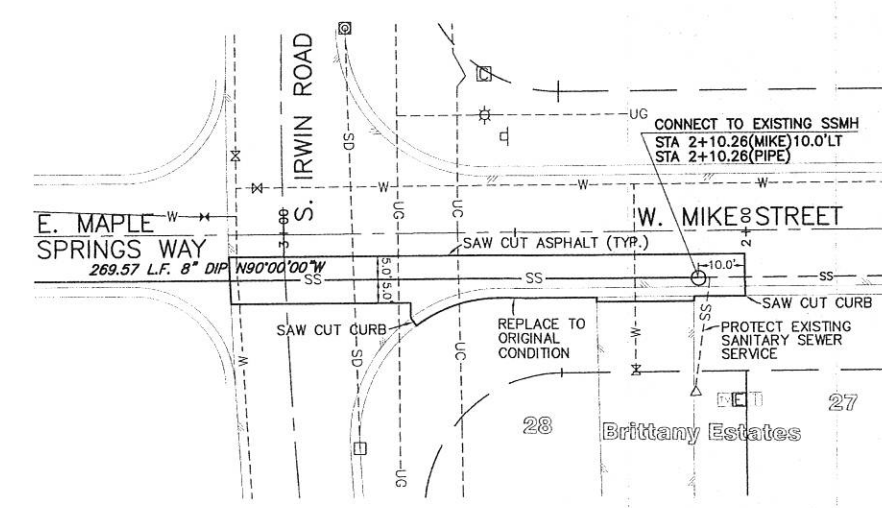 S. IRWIN ROAD
C
SD
UG
CONNECT TO EXISTING SSMH
STA 2+10.26(MIKE)10.0'LT
STA 2+10.26(PIPE)
W
W
W
W
E. MAPLE
SPRINGS WAY
3 00
UG
UC
W. MIKE STREET
2 00
SAW CUT ASPHALT (TYP.)
269.57 L.F. 8" DIP N90°00'00"W
SS
5.0' 5.0'
SS
10.0'
SS
SAW CUT CURB
SAW CUT CURB
REPLACE TO
ORIGINAL
CONDITION
PROTECT EXISTING
SANITARY SEWER
SERVICE
SS
W
W
SD
UC
UG
E
28
27
Brittany Estates